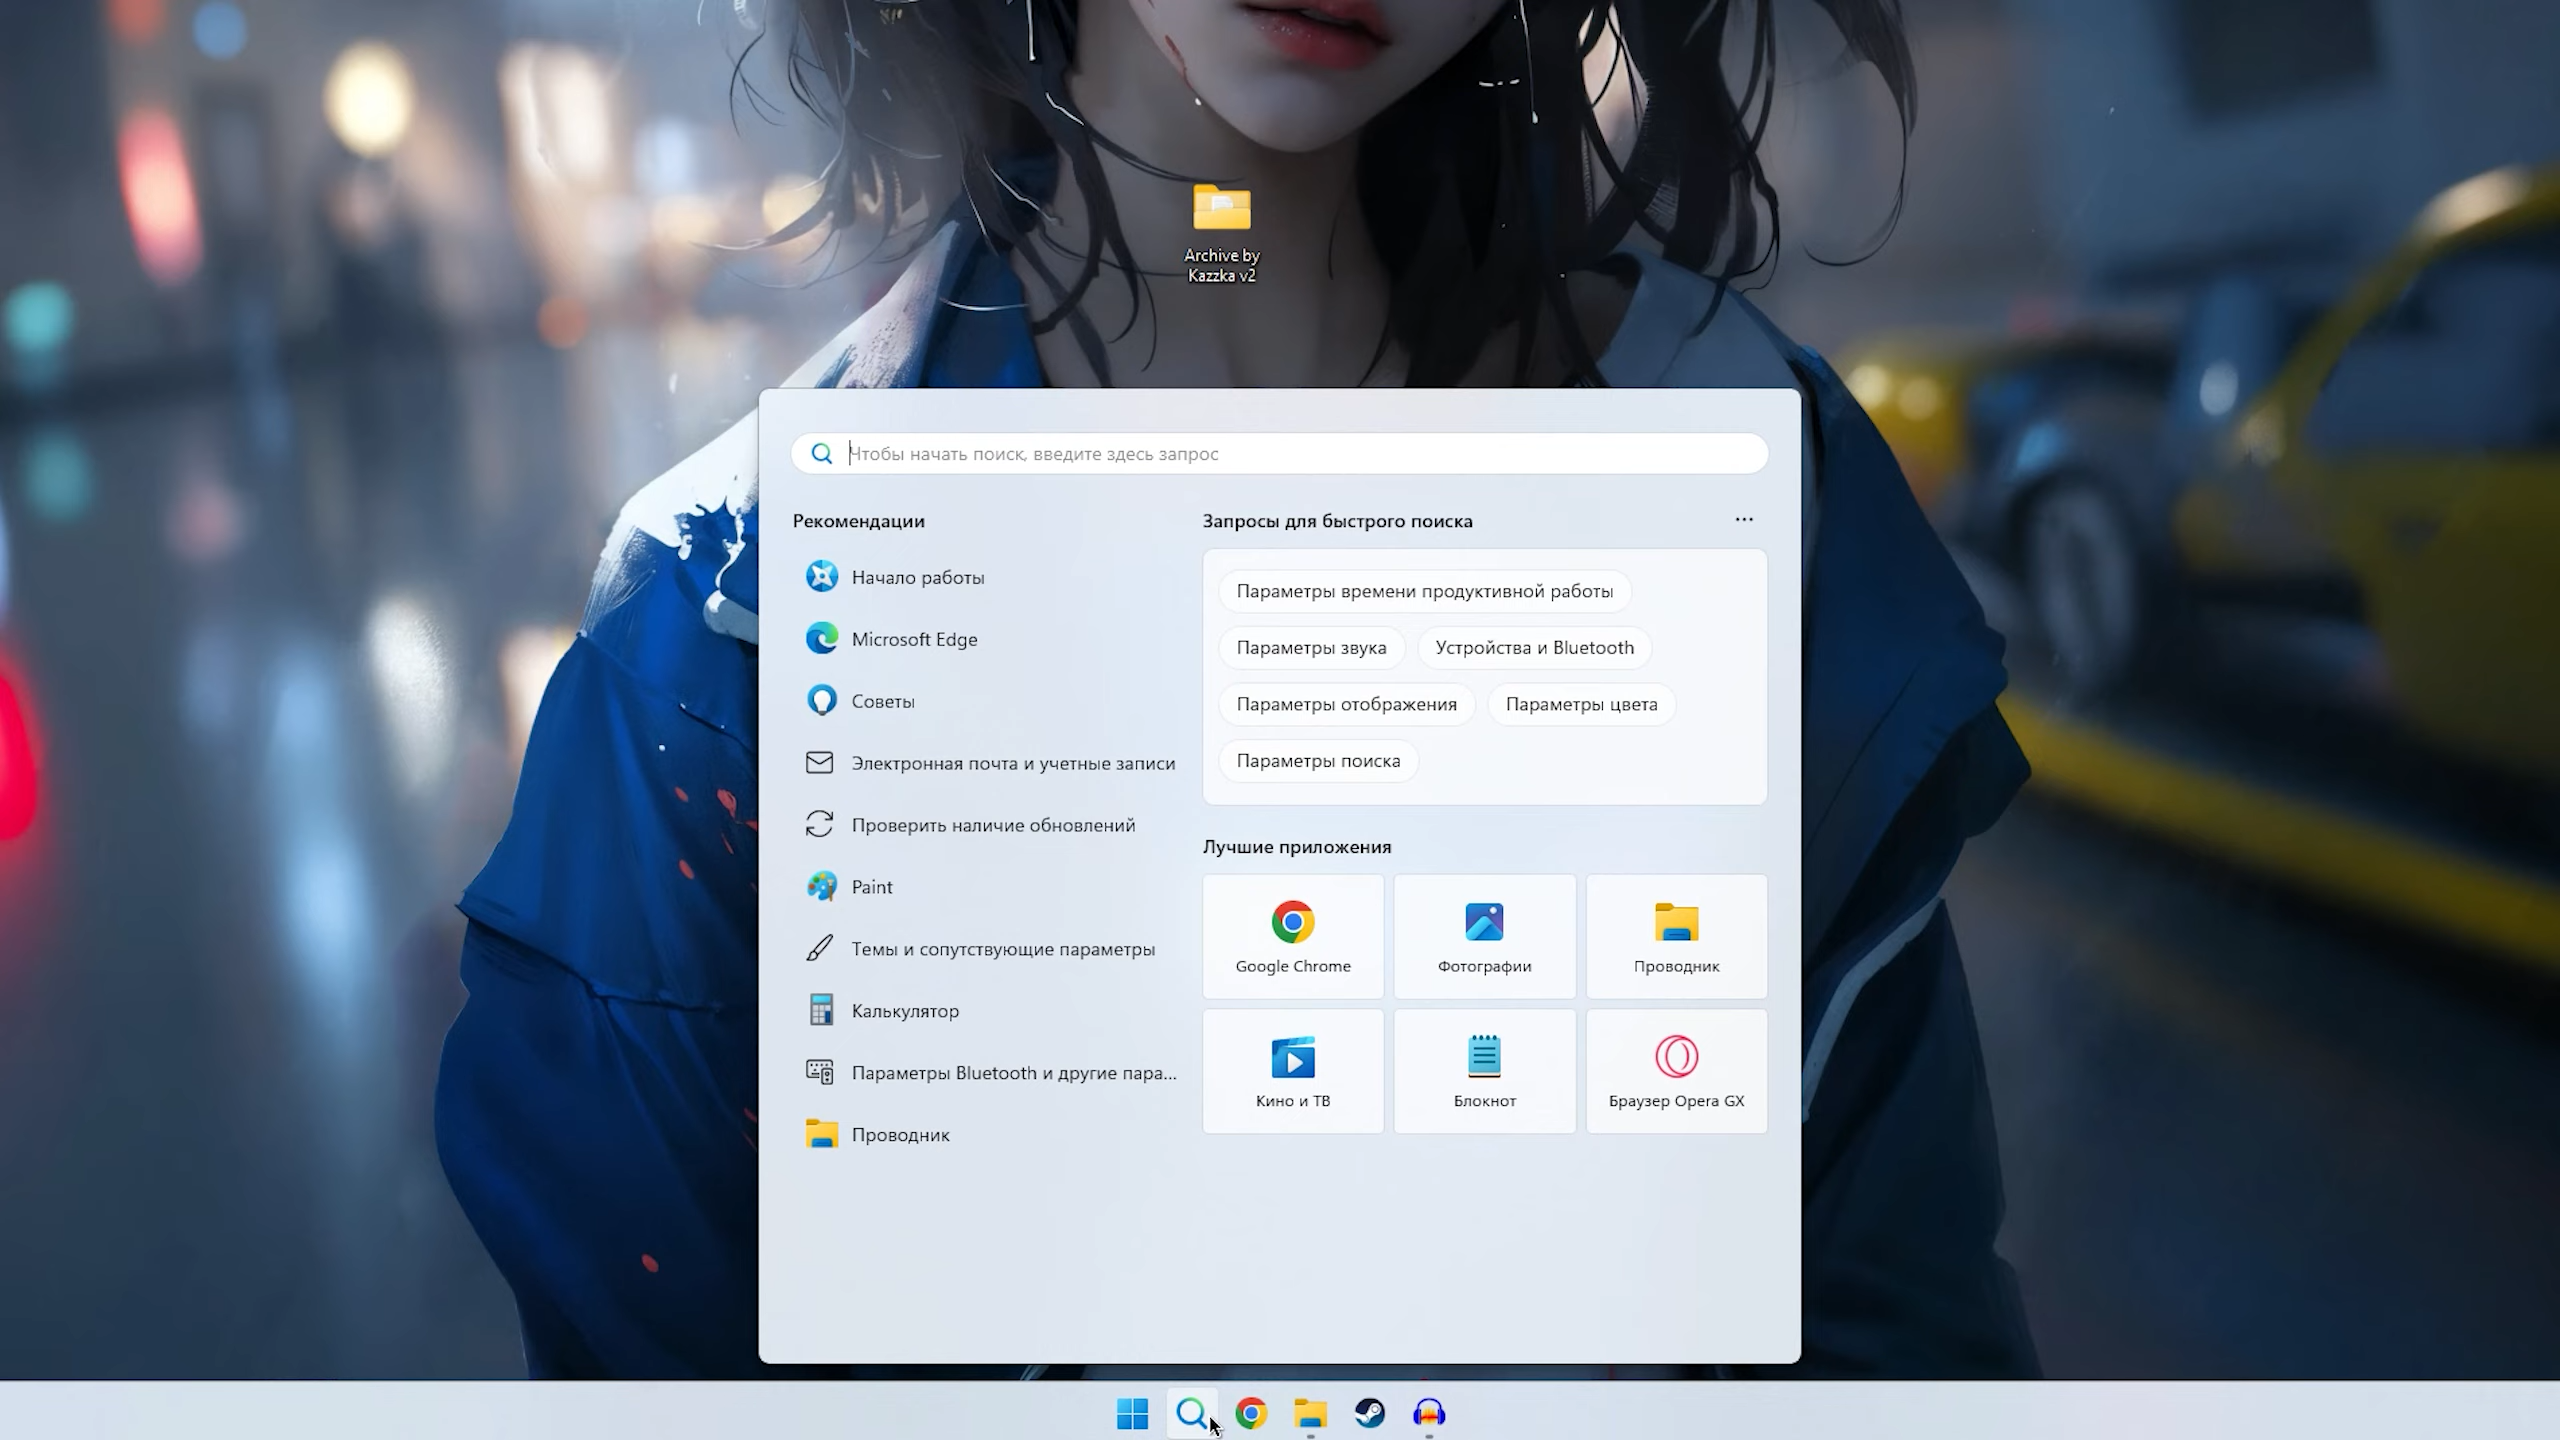 Archive by
Kazzka v2
Чтобы начать поиск, введите здесь запрос
Рекомендации
Начало работы
Microsoft Edge
Советы
Электронная почта и учетные записи
Проверить наличие обновлений
Paint
Темы и сопутствующие параметры
Калькулятор
Параметры Bluetooth и другие пара...
Проводник
Запросы для быстрого поиска
Параметры времени продуктивной работы
Параметры звука
Устройства и Bluetooth
Параметры отображения
Параметры цвета
Параметры поиска
Лучшие приложения
Google Chrome
Фотографии
Проводник
Кино и ТВ
Блокнот
Браузер Opera GX